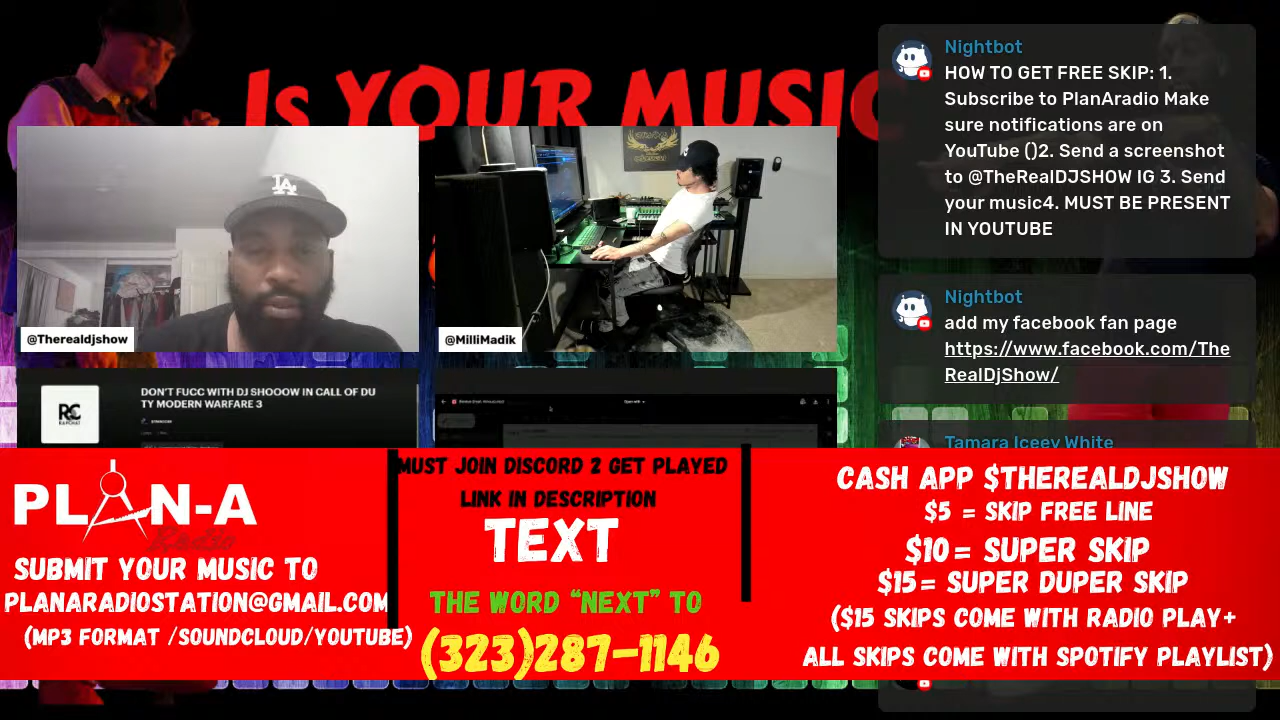 Is YOUR MUSIC
LA
@Therealdjshow
@MilliMadik
Nightbot
HOW TO GET FREE SKIP: 1.
Subscribe to PlanAradio Make
sure notifications are on
YouTube ()2. Send a screenshot
to @TheRealDJSHOW IG 3. Send
your music4. MUST BE PRESENT
IN YOUTUBE
Nightbot
add my facebook fan page
https://www.facebook.com/The
RealDjShow/
Tamara Iceey White
RC
DON'T FUCC WITH DJ SHOOOW IN CALL OF DU
TY MODERN WARFARE 3
PLAN-A
Radio
SUBMIT YOUR MUSIC TO
PLANARADIOSTATION@GMAIL.COM
(MP3 FORMAT /SOUNDCLOUD/YOUTUBE)
MUST JOIN DISCORD 2 GET PLAYED
LINK IN DESCRIPTION
TEXT
THE WORD “NEXT” TO
(323)287-1146
CASH APP $THEREALDJSHOW
$5 = SKIP FREE LINE
$10= SUPER SKIP
$15= SUPER DUPER SKIP
($15 SKIPS COME WITH RADIO PLAY+
ALL SKIPS COME WITH SPOTIFY PLAYLIST)